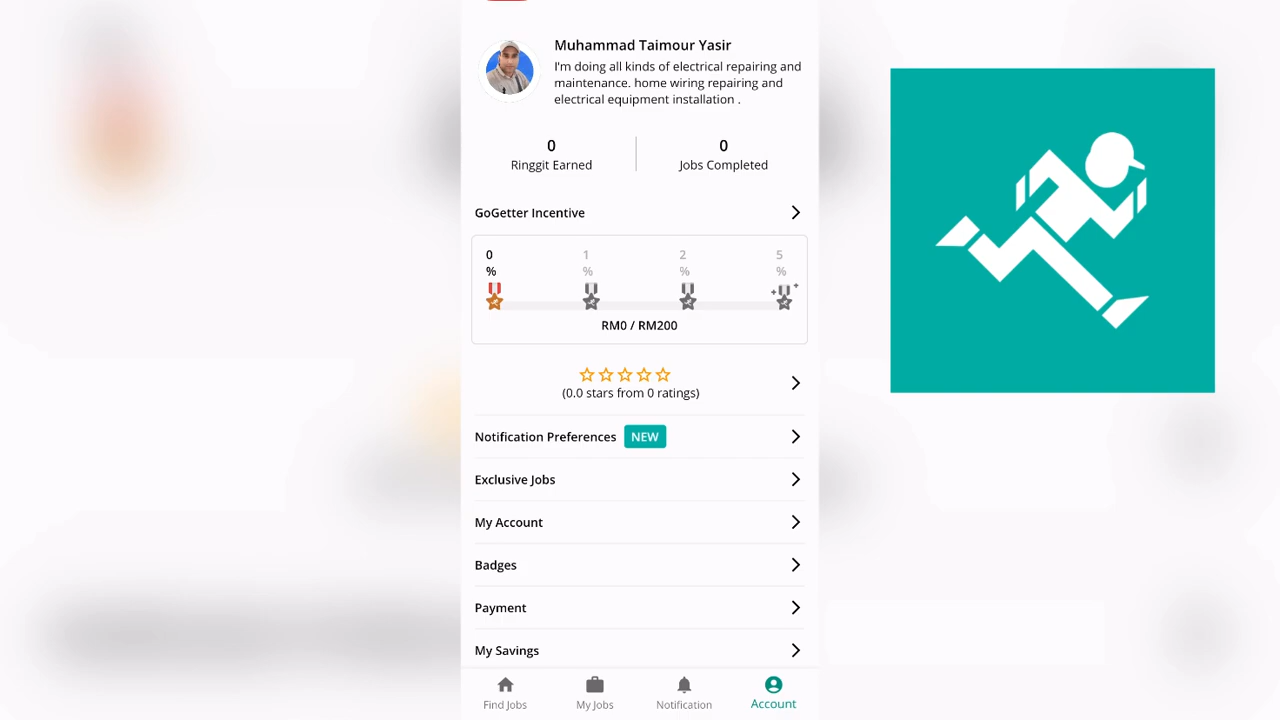 Muhammad Taimour Yasir
I'm doing all kinds of electrical repairing and
maintenance. home wiring repairing and
electrical equipment installation .
0
Ringgit Earned
0
Jobs Completed
GoGetter Incentive
0
%
1
%
2
%
5
%
RM0 / RM200
(0.0 stars from 0 ratings)
Notification Preferences NEW
Exclusive Jobs
My Account
Badges
Payment
My Savings
Find Jobs
My Jobs
Notification
Account